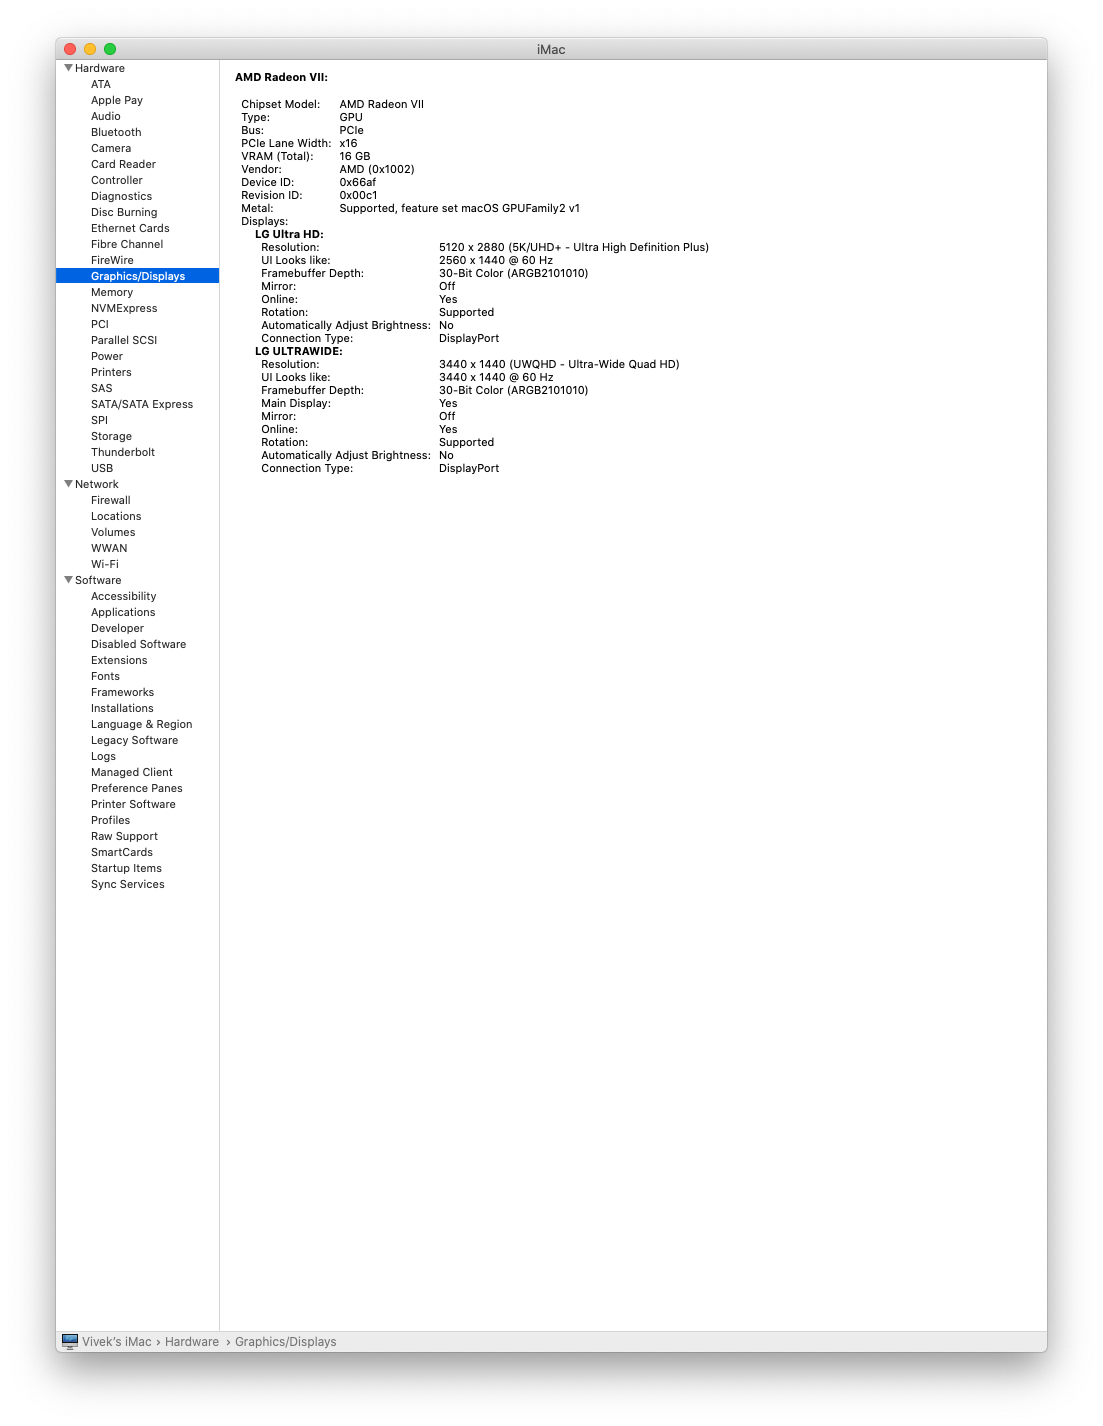 iMac
Hardware
ATA
Apple Pay
Audio
Bluetooth
Camera
Card Reader
Controller
Diagnostics
Disc Burning
Ethernet Cards
Fibre Channel
FireWire
Graphics/Displays
Memory
NVMExpress
PCI
Parallel SCSI
Power
Printers
SAS
SATA/SATA Express
SPI
Storage
Thunderbolt
USB
Network
Firewall
Locations
Volumes
WWAN
Wi-Fi
Software
Accessibility
Applications
Developer
Disabled Software
Extensions
Fonts
Frameworks
Installations
Language & Region
Legacy Software
Logs
Managed Client
Preference Panes
Printer Software
Profiles
Raw Support
SmartCards
Startup Items
Sync Services
AMD Radeon VII:
Chipset Model: AMD Radeon VII
Type: GPU
Bus: PCIe
PCIe Lane Width: x16
VRAM (Total): 16 GB
Vendor: AMD (0x1002)
Device ID: 0x66af
Revision ID: 0x00c1
Metal: Supported, feature set macOS GPUFamily2 v1
Displays:
LG Ultra HD:
Resolution: 5120 x 2880 (5K/UHD+ - Ultra High Definition Plus)
UI Looks like: 2560 x 1440 @ 60 Hz
Framebuffer Depth: 30-Bit Color (ARGB2101010)
Mirror: Off
Online: Yes
Rotation: Supported
Automatically Adjust Brightness: No
Connection Type: DisplayPort
LG ULTRAWIDE:
Resolution: 3440 x 1440 (UWQHD - Ultra-Wide Quad HD)
UI Looks like: 3440 x 1440 @ 60 Hz
Framebuffer Depth: 30-Bit Color (ARGB2101010)
Main Display: Yes
Mirror: Off
Online: Yes
Rotation: Supported
Automatically Adjust Brightness: No
Connection Type: DisplayPort
Vivek's iMac › Hardware › Graphics/Displays